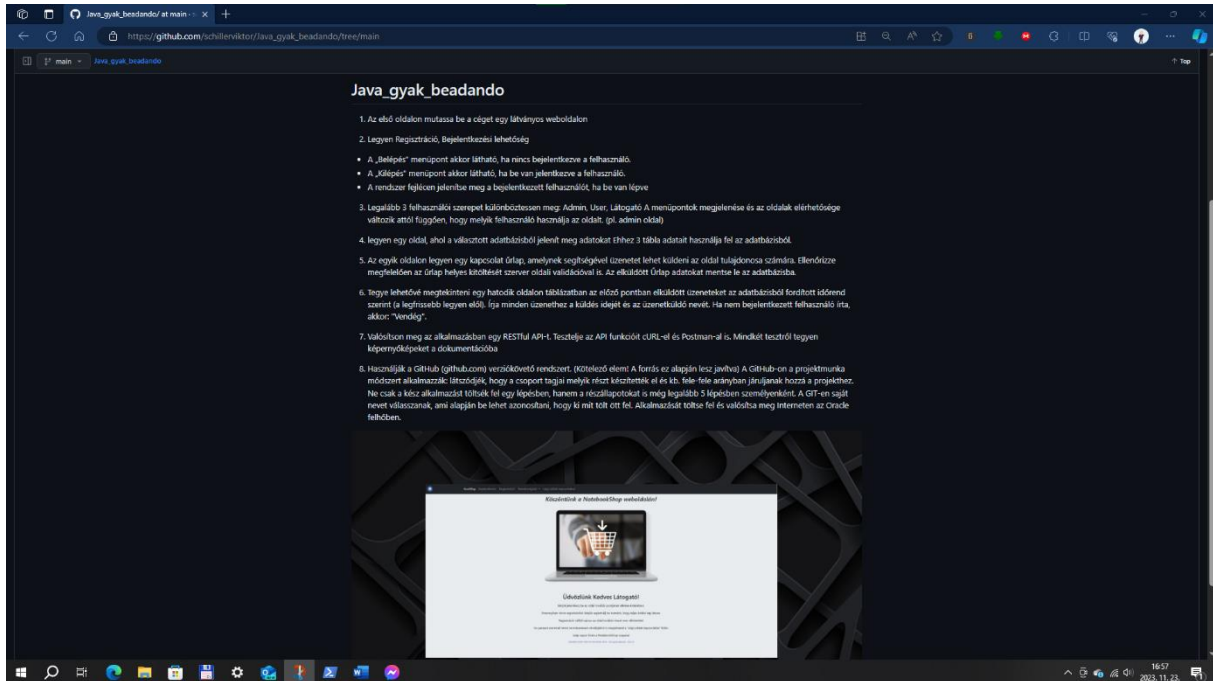 Java_gyak_beadando/ at main · s
https://github.com/schillerviktor/Java_gyak_beadando/tree/main
main
Java_gyak_beadando
Top
Java_gyak_beadando
1. Az első oldalon mutassa be a céget egy látványos weboldalon
2. Legyen Regisztráció, Bejelentkezési lehetőség
• A „Belépés" menüpont akkor látható, ha nincs bejelentkezve a felhasználó.
• A „Kilépés" menüpont akkor látható, ha be van jelentkezve a felhasználó.
• A rendszer fejlécen jelenítse meg a bejelentkezett felhasználót, ha be van lépve
3. Legalább 3 felhasználói szerepet különböztessen meg: Admin, User, Látogató A menüpontok megjelenése és az oldalak elérhetősége
változik attól függően, hogy melyik felhasználó használja az oldalt. (pl. admin oldal)
4. legyen egy oldal, ahol a választott adatbázisból jelenít meg adatokat Ehhez 3 tábla adatait használja fel az adatbázisból.
5. Az egyik oldalon legyen egy kapcsolat űrlap, amelynek segítségével üzenetet lehet küldeni az oldal tulajdonosa számára. Ellenőrizze
megfelelően az űrlap helyes kitöltését szerver oldali validációval is. Az elküldött Űrlap adatokat mentse le az adatbázisba.
6. Tegye lehetővé megtekinteni egy hatodik oldalon táblázatban az előző pontban elküldött üzeneteket az adatbázisból fordított időrend
szerint (a legfrissebb legyen elől). Írja minden üzenethez a küldés idejét és az üzenetküldő nevét. Ha nem bejelentkezett felhasználó írta,
akkor: "Vendég".
7. Valósítson meg az alkalmazásban egy RESTful API-t. Tesztelje az API funkcióit cURL-el és Postman-al is. Mindkét tesztről tegyen
képernyőképeket a dokumentációba
8. Használják a GitHub (github.com) verziókövető rendszert. (Kötelező elem! A forrás ez alapján lesz javítva) A GitHub-on a projektmunka
módszert alkalmazzák: látszódjék, hogy a csoport tagjai melyik részt készítették el és kb. fele-fele arányban járuljanak hozzá a projekthez.
Ne csak a kész alkalmazást töltsék fel egy lépésben, hanem a részállapotokat is még legalább 5 lépésben személyenként. A GIT-en saját
nevet válasszanak, ami alapján be lehet azonosítani, hogy ki mit tölt ött fel. Alkalmazását töltse fel és valósítsa meg Interneten az Oracle
felhőben.
Köszöntünk a NotebookShop weboldalán!
Üdvözlünk Kedves Látogató!
16:57
2023. 11. 23.